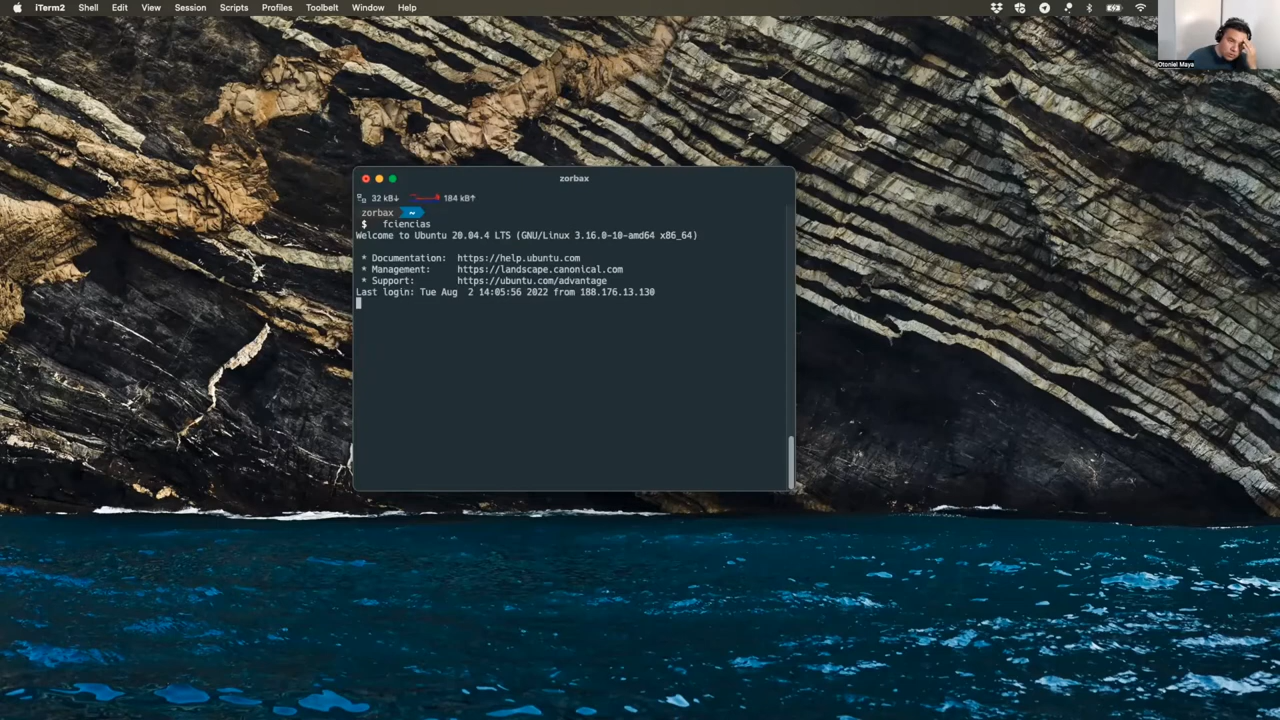 iTerm2 Shell Edit View Session Scripts Profiles Toolbelt Window Help
Otoniel Maya
zorbax
32 kB↓ 184 kB↑
zorbax ~
$ fciencias
Welcome to Ubuntu 20.04.4 LTS (GNU/Linux 3.16.0-10-amd64 x86_64)
* Documentation: https://help.ubuntu.com
* Management: https://landscape.canonical.com
* Support: https://ubuntu.com/advantage
Last login: Tue Aug 2 14:05:56 2022 from 188.176.13.130